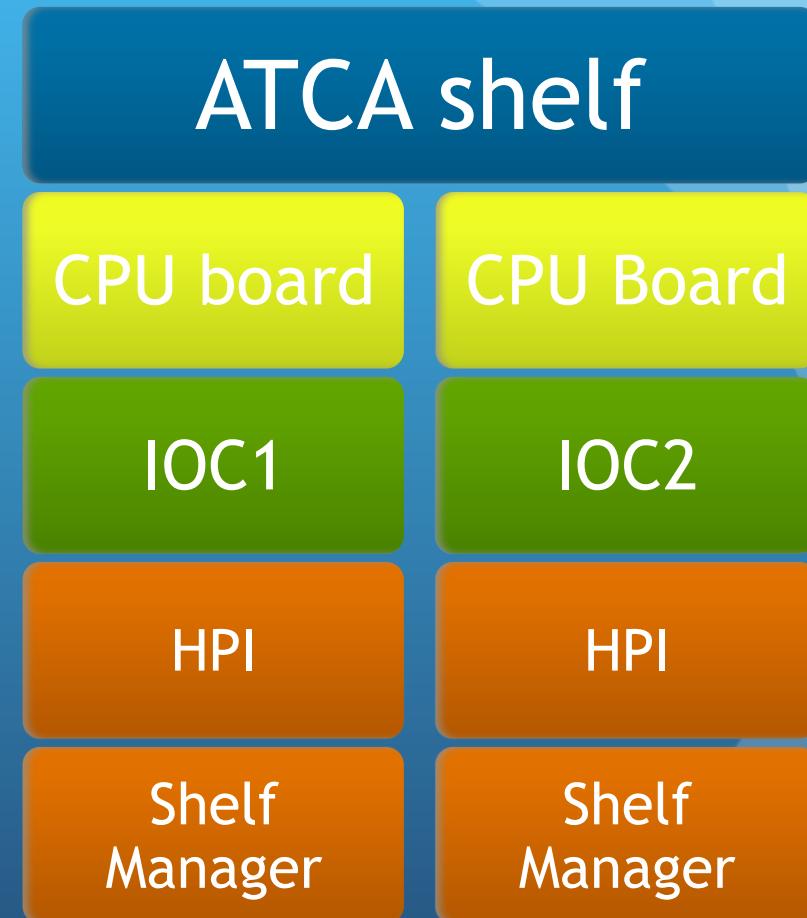 ATCA shelf
CPU board
CPU Board
IOC1
IOC2
HPI
HPI
Shelf
Manager
Shelf
Manager